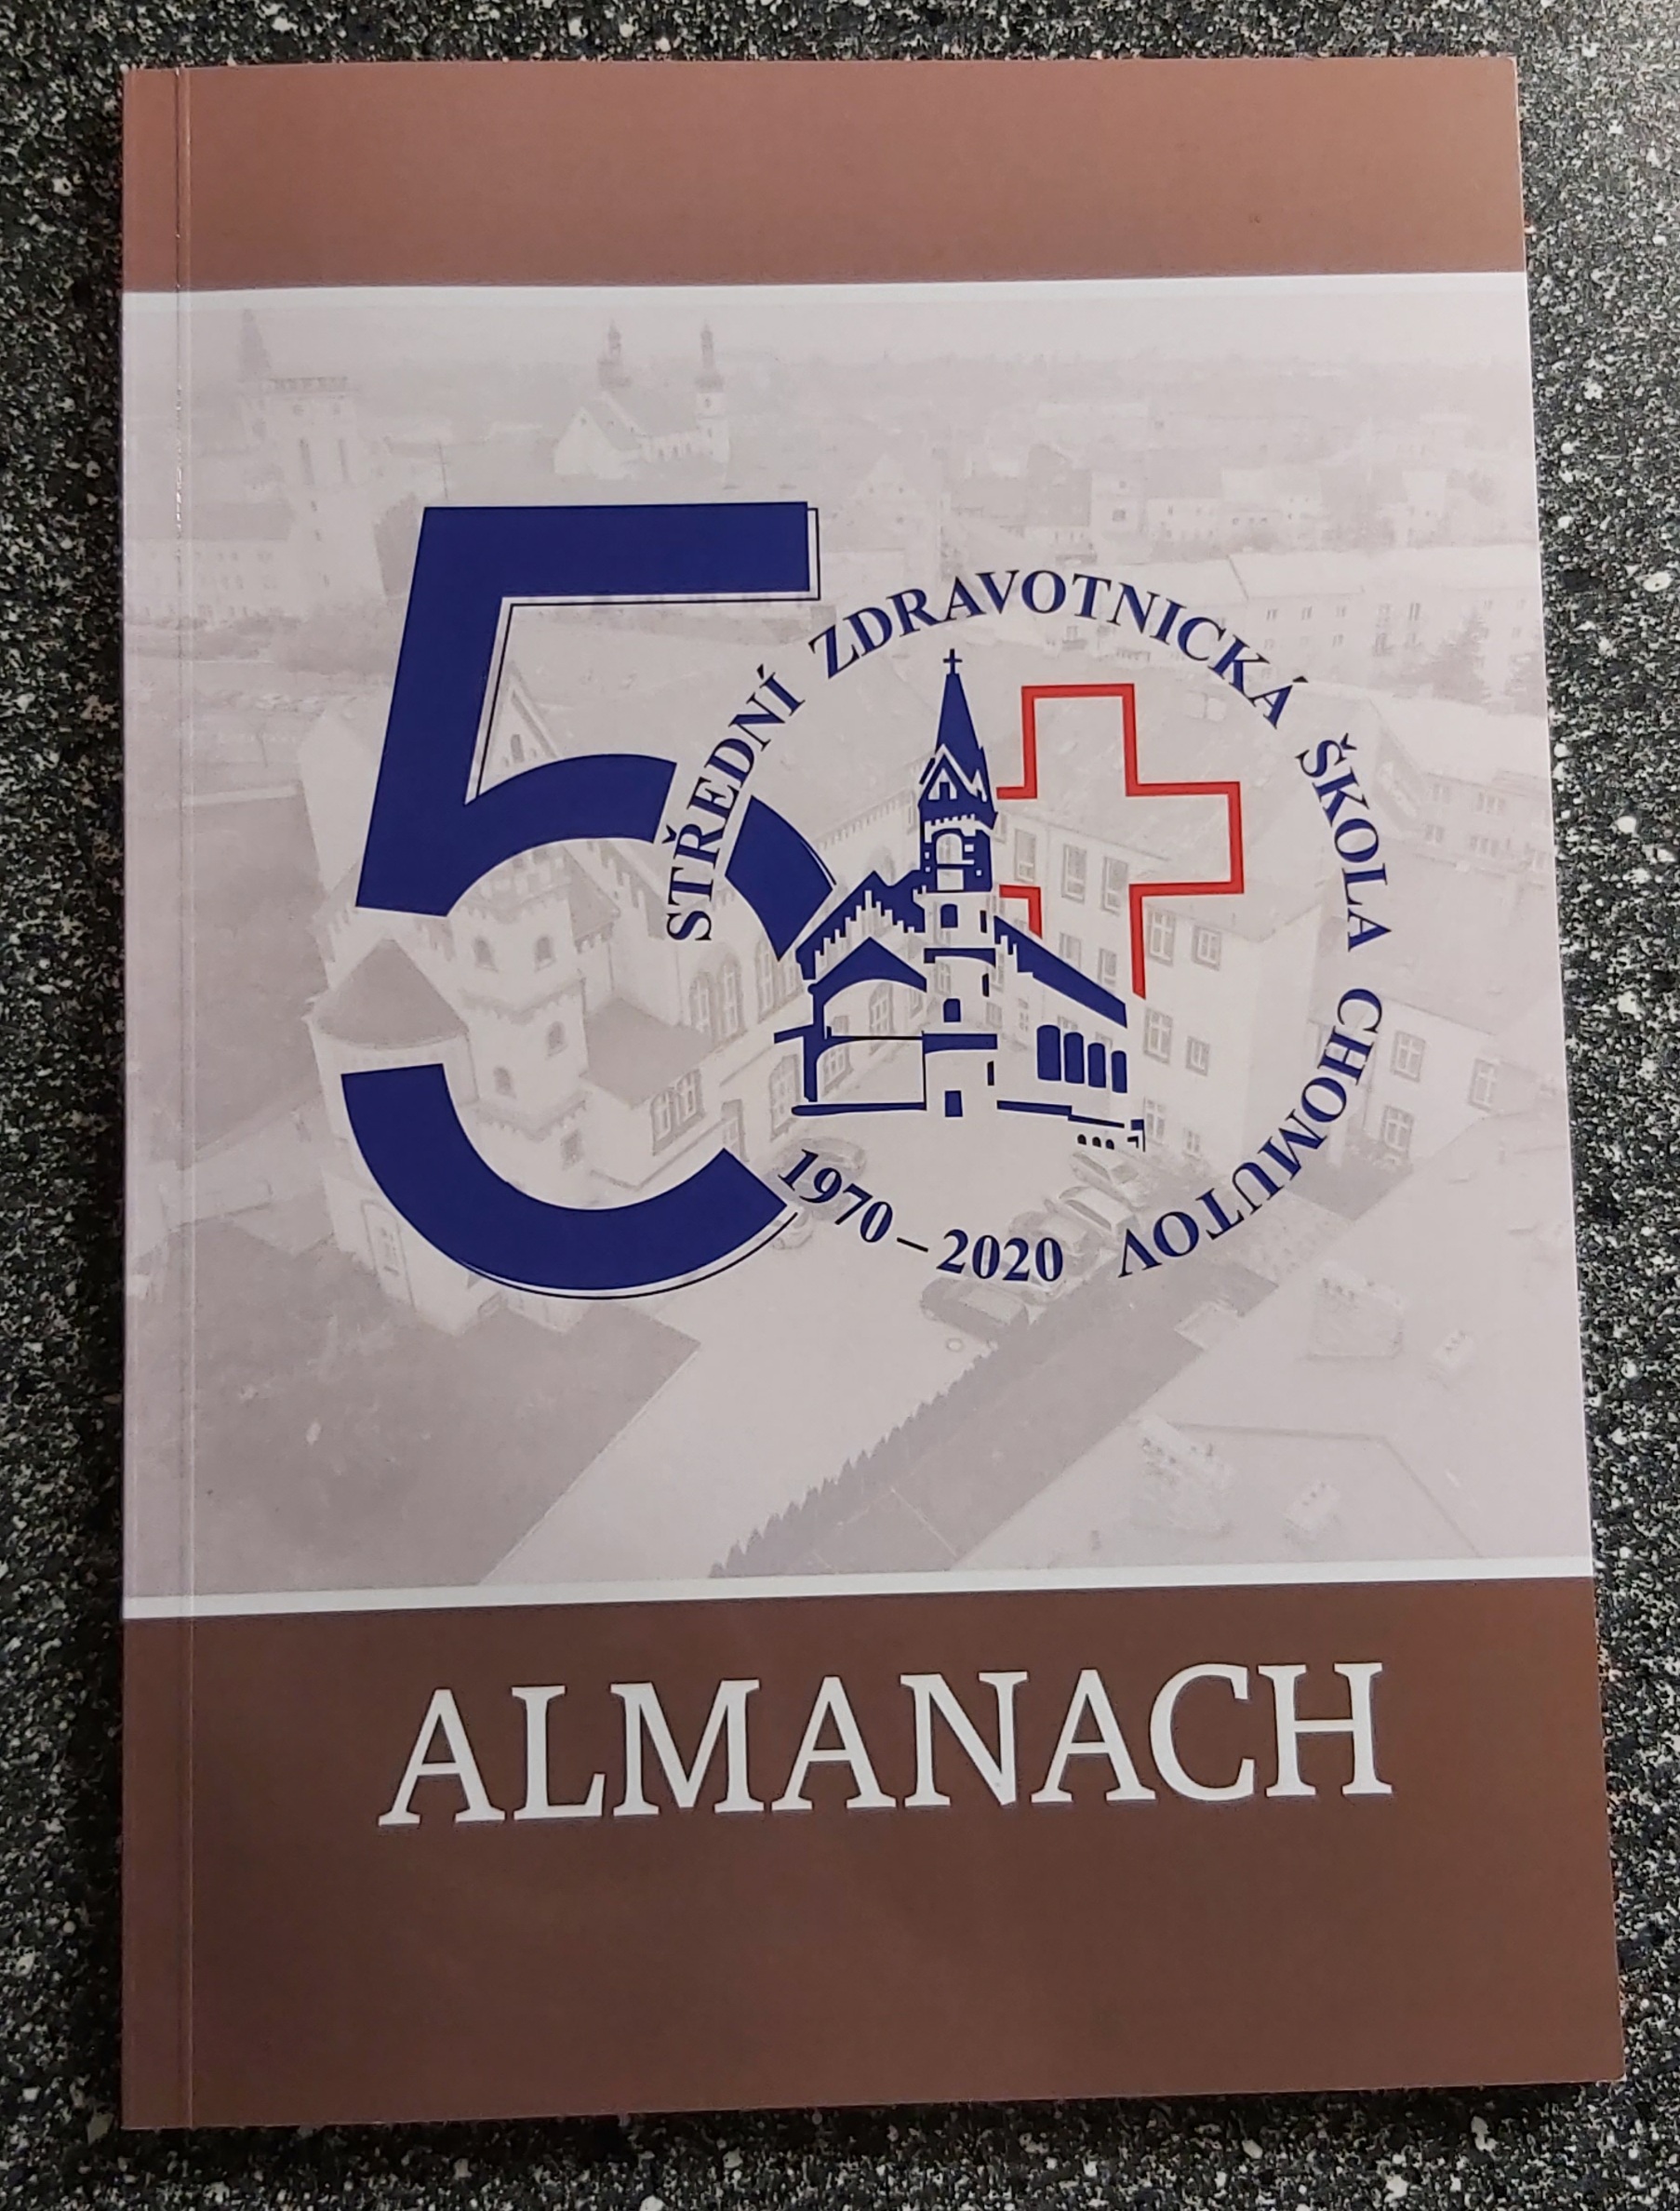 5
STŘEDNÍ ZDRAVOTNICKÁ ŠKOLA CHOMUTOV
1970 – 2020
ALMANACH